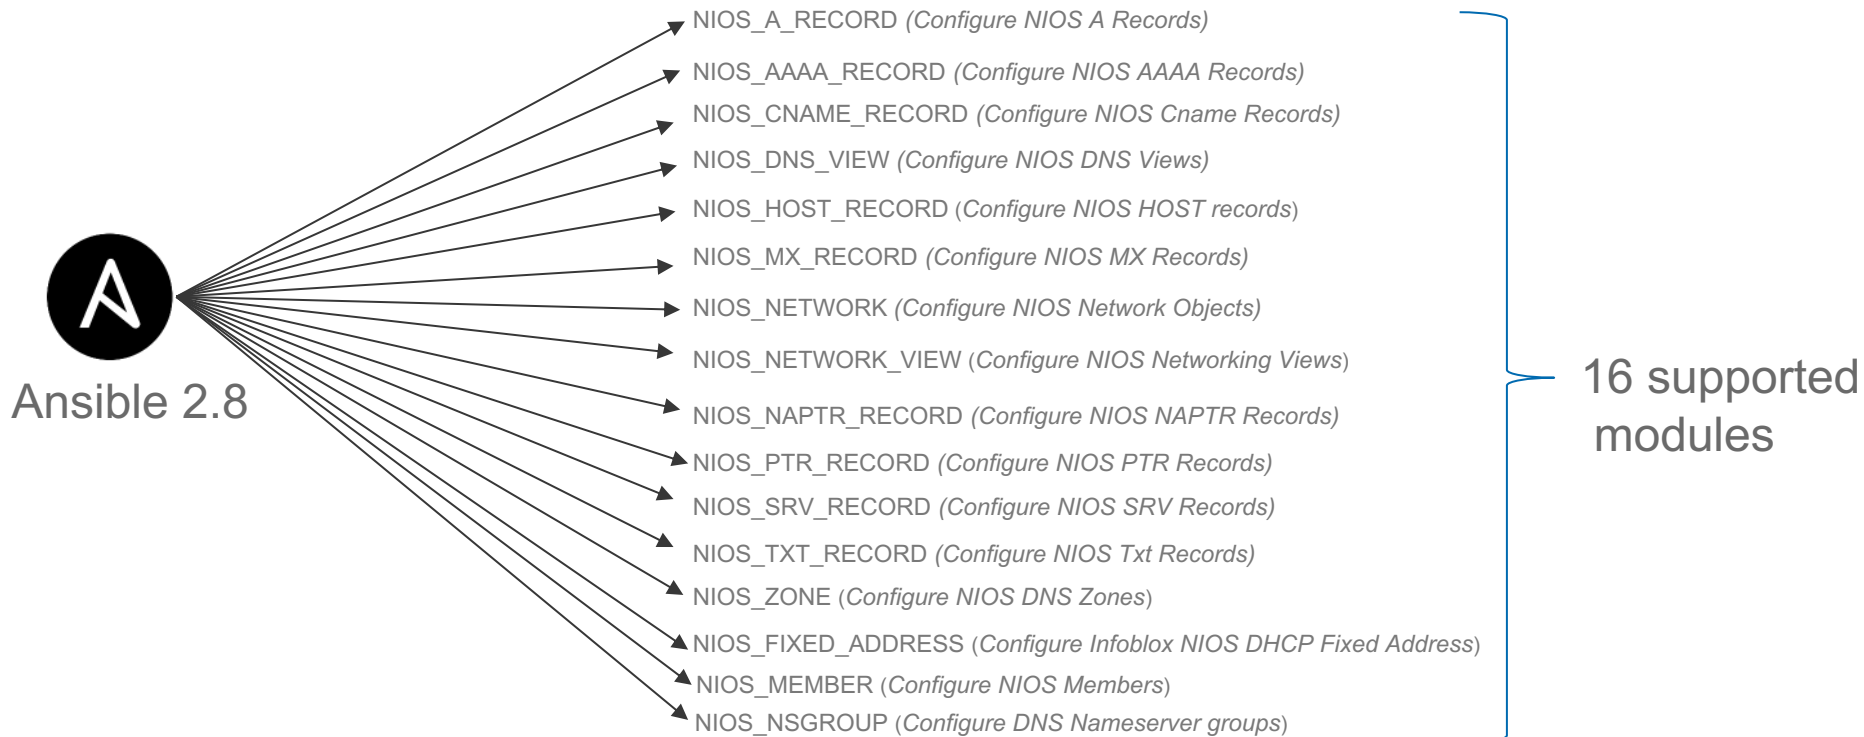 NIOS_A_RECORD (Configure NIOS A Records)
NIOS_AAAA_RECORD (Configure NIOS AAAA Records)
NIOS_CNAME_RECORD (Configure NIOS Cname Records)
NIOS_DNS_VIEW (Configure NIOS DNS Views)
NIOS_HOST_RECORD (Configure NIOS HOST records)
NIOS_MX_RECORD (Configure NIOS MX Records)
NIOS_NETWORK (Configure NIOS Network Objects)
NIOS_NETWORK_VIEW (Configure NIOS Networking Views)
NIOS_NAPTR_RECORD (Configure NIOS NAPTR Records)
NIOS_PTR_RECORD (Configure NIOS PTR Records)
NIOS_SRV_RECORD (Configure NIOS SRV Records)
NIOS_TXT_RECORD (Configure NIOS Txt Records)
NIOS_ZONE (Configure NIOS DNS Zones)
NIOS_FIXED_ADDRESS (Configure Infoblox NIOS DHCP Fixed Address)
NIOS_MEMBER (Configure NIOS Members)
NIOS_NSGROUP (Configure DNS Nameserver groups)
Ansible 2.8
16 supported
modules